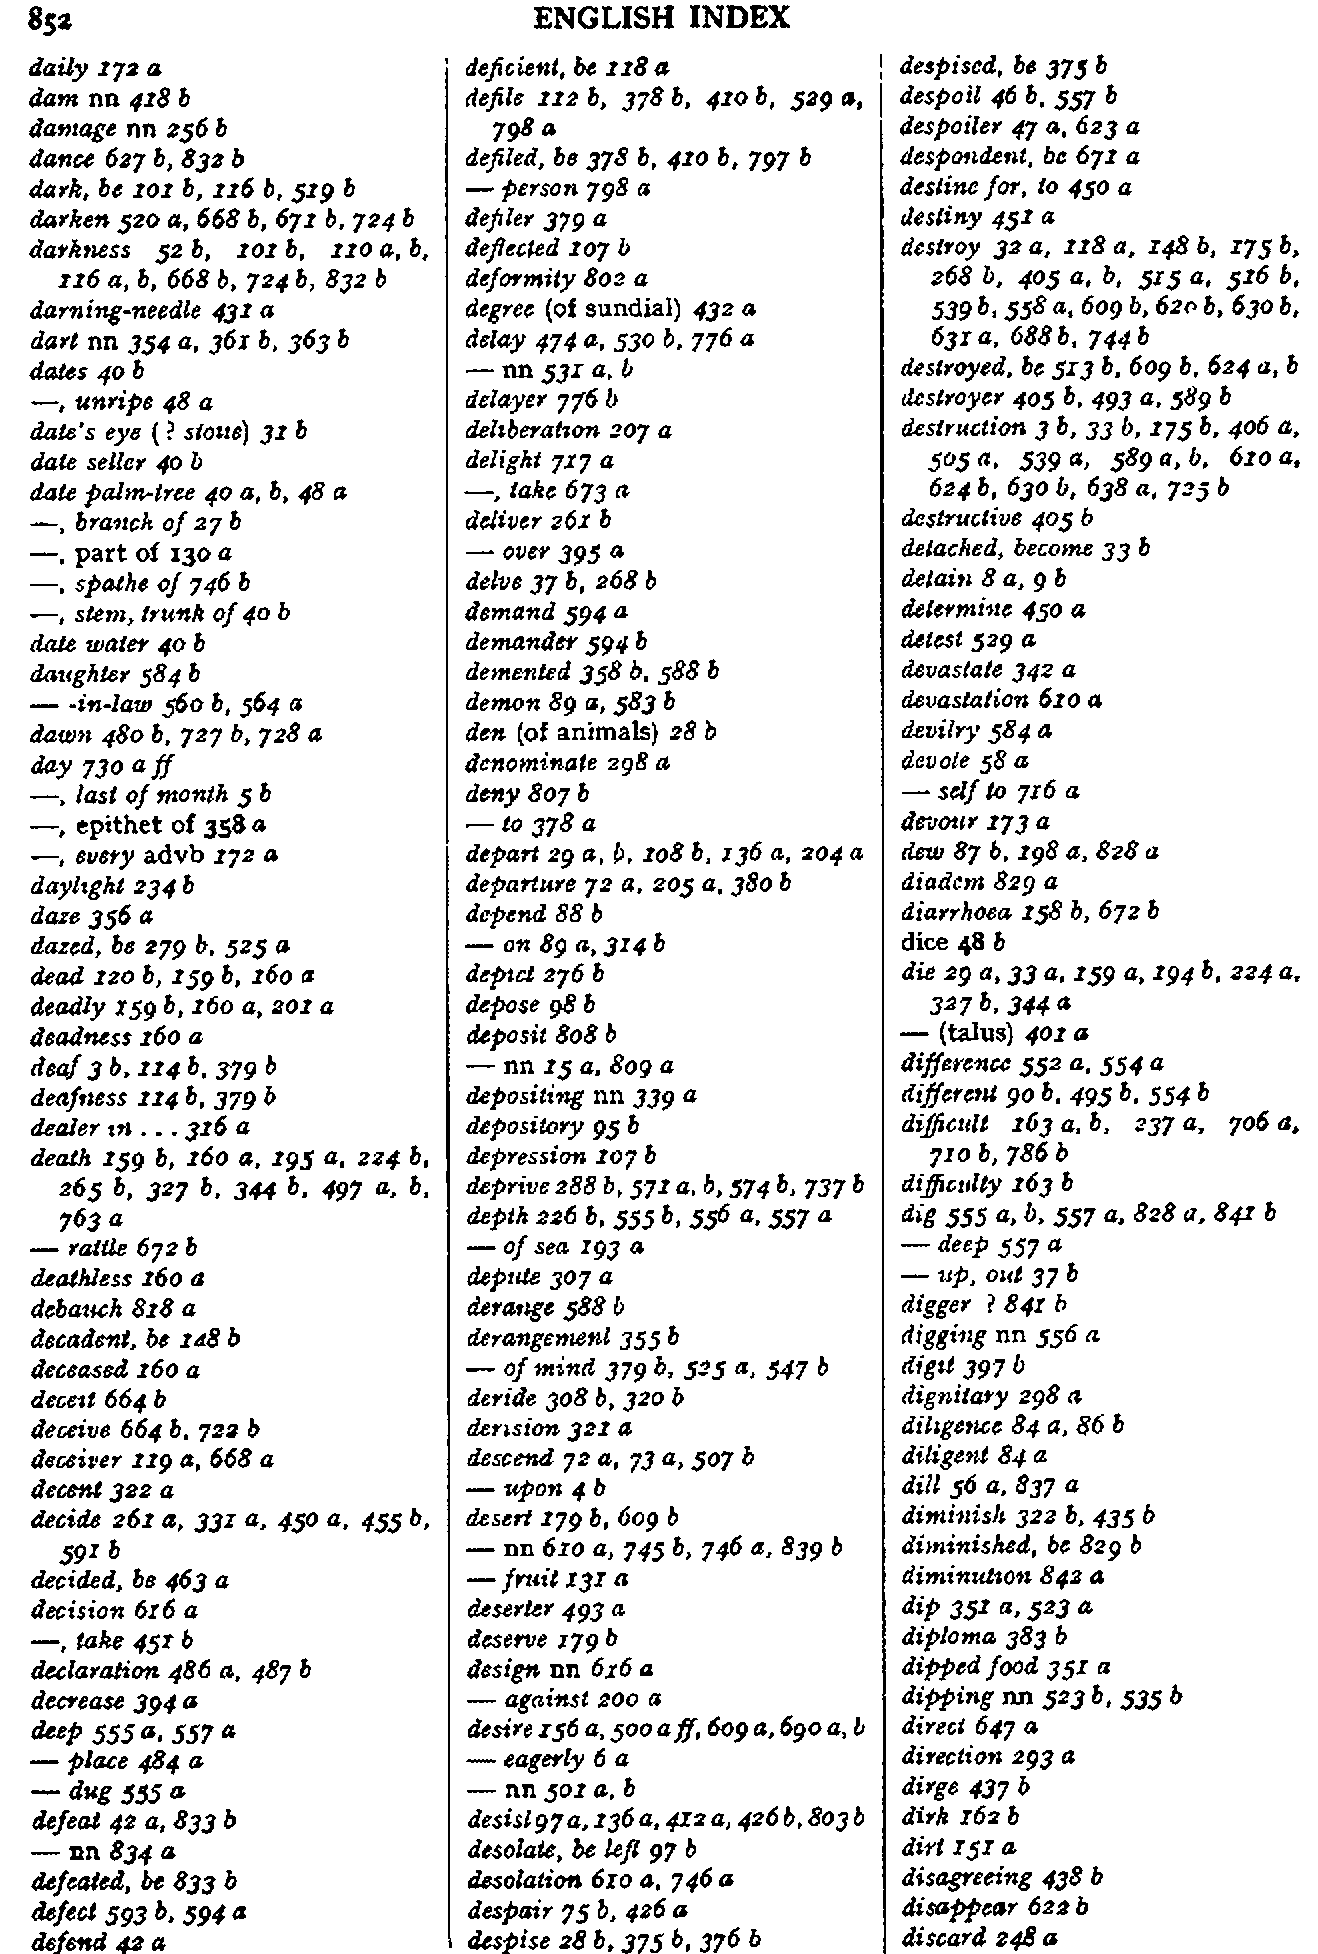 852
ENGLISH INDEX
daily 172 a
dam nn 418 b
damage nn 256 b
dance 627 b, 832 b
dark, be 101 b, 116 b, 519 b
darken 520 a, 668 b, 671 b, 724 b
darkness 52 b, 101 b, 110 a, b,
116 a, b, 668 b, 724 b, 832 b
darning-needle 431 a
dart nn 354 a, 361 b, 363 b
dates 40 b
—, unripe 48 a
date's eye (? stone) 31 b
date seller 40 b
date palm-tree 40 a, b, 48 a
—, branch of 27 b
—, part of 130 a
—, spathe of 746 b
—, stem, trunk of 40 b
date water 40 b
daughter 584 b
— -in-law 560 b, 564 a
dawn 480 b, 727 b, 728 a
day 730 a ff
—, last of month 5 b
—, epithet of 358 a
—, every advb 172 a
daylight 234 b
daze 356 a
dazed, be 279 b, 525 a
dead 120 b, 159 b, 160 a
deadly 159 b, 160 a, 201 a
deadness 160 a
deaf 3 b, 114 b, 379 b
deafness 114 b, 379 b
dealer in . . . 316 a
death 159 b, 160 a, 195 a, 224 b,
265 b, 327 b, 344 b, 497 a, b,
763 a
— rattle 672 b
deathless 160 a
debauch 818 a
decadent, be 148 b
deceased 160 a
deceit 664 b
deceive 664 b, 722 b
deceiver 119 a, 668 a
decent 322 a
decide 261 a, 331 a, 450 a, 455 b,
591 b
decided, be 463 a
decision 616 a
—, take 451 b
declaration 486 a, 487 b
decrease 394 a
deep 555 a, 557 a
— place 484 a
— dug 555 a
defeat 42 a, 833 b
— nn 834 a
defeated, be 833 b
defect 593 b, 594 a
defend 42 a
deficient, be 118 a
defile 112 b, 378 b, 410 b, 529 a,
798 a
defiled, be 378 b, 410 b, 797 b
— person 798 a
defiler 379 a
deflected 107 b
deformity 802 a
degree (of sundial) 432 a
delay 474 a, 530 b, 776 a
— nn 531 a, b
delayer 776 b
deliberation 207 a
delight 717 a
—, take 673 a
deliver 261 b
— over 395 a
delve 37 b, 268 b
demand 594 a
demander 594 b
demented 358 b, 588 b
demon 89 a, 583 b
den (of animals) 28 b
denominate 298 a
deny 807 b
— to 378 a
depart 29 a, b, 108 b, 136 a, 204 a
departure 72 a, 205 a, 380 b
depend 88 b
— on 89 a, 314 b
depict 276 b
depose 98 b
deposit 808 b
— nn 15 a, 809 a
depositing nn 339 a
depository 95 b
depression 107 b
deprive 288 b, 571 a, b, 574 b, 737 b
depth 226 b, 555 b, 556 a, 557 a
— of sea 193 a
depute 307 a
derange 588 b
derangement 355 b
— of mind 379 b, 525 a, 547 b
deride 308 b, 320 b
derision 321 a
descend 72 a, 73 a, 507 b
— upon 4 b
desert 179 b, 609 b
— nn 610 a, 745 b, 746 a, 839 b
— fruit 131 a
deserter 493 a
deserve 179 b
design nn 616 a
— against 200 a
desire 156 a, 500 a ff, 609 a, 690 a, b
— eagerly 6 a
— nn 501 a, b
desist 97 a, 136 a, 412 a, 426 b, 803 b
desolate, be left 97 b
desolation 610 a, 746 a
despair 75 b, 426 a
despise 28 b, 375 b, 376 b
despised, be 375 b
despoil 46 b, 557 b
despoiler 47 a, 623 a
despondent, be 671 a
destine for, to 450 a
destiny 451 a
destroy 32 a, 118 a, 148 b, 175 b,
268 b, 405 a, b, 515 a, 516 b,
539 b, 558 a, 609 b, 620 b, 630 b,
631 a, 688 b, 744 b
destroyed, be 513 b, 609 b, 624 a, b
destroyer 405 b, 493 a, 589 b
destruction 3 b, 33 b, 175 b, 406 a,
505 a, 539 a, 589 a, b, 610 a,
624 b, 630 b, 638 a, 725 b
destructive 405 b
detached, become 33 b
detain 8 a, 9 b
determine 450 a
detest 529 a
devastate 342 a
devastation 610 a
devilry 584 a
devote 58 a
— self to 716 a
devour 173 a
dew 87 b, 198 a, 828 a
diadem 829 a
diarrhoea 158 b, 672 b
dice 48 b
die 29 a, 33 a, 159 a, 194 b, 224 a,
327 b, 344 a
— (talus) 401 a
difference 552 a, 554 a
different 90 b, 495 b, 554 b
difficult 163 a, b, 237 a, 706 a,
710 b, 786 b
difficulty 163 b
dig 555 a, b, 557 a, 828 a, 841 b
— deep 557 a
— up, out 37 b
digger ? 841 b
digging nn 556 a
digit 397 b
dignitary 298 a
diligence 84 a, 86 b
diligent 84 a
dill 56 a, 837 a
diminish 322 b, 435 b
diminished, be 829 b
diminution 842 a
dip 351 a, 523 a
diploma 383 b
dipped food 351 a
dipping nn 523 b, 535 b
direct 647 a
direction 293 a
dirge 437 b
dirk 162 b
dirt 151 a
disagreeing 438 b
disappear 622 b
discard 248 a